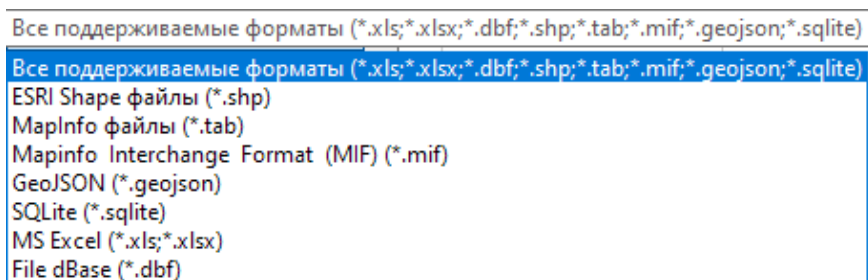 Все поддерживаемые форматы (*.xls;*.xlsx;*.dbf;*.shp;*.tab;*.mif;*.geojson;*.sqlite)
Все поддерживаемые форматы (*.xls;*.xlsx;*.dbf;*.shp;*.tab;*.mif;*.geojson;*.sqlite)
ESRI Shape файлы (*.shp)
MapInfo файлы (*.tab)
Mapinfo Interchange Format (MIF) (*.mif)
GeoJSON (*.geojson)
SQLite (*.sqlite)
MS Excel (*.xls;*.xlsx)
File dBase (*.dbf)